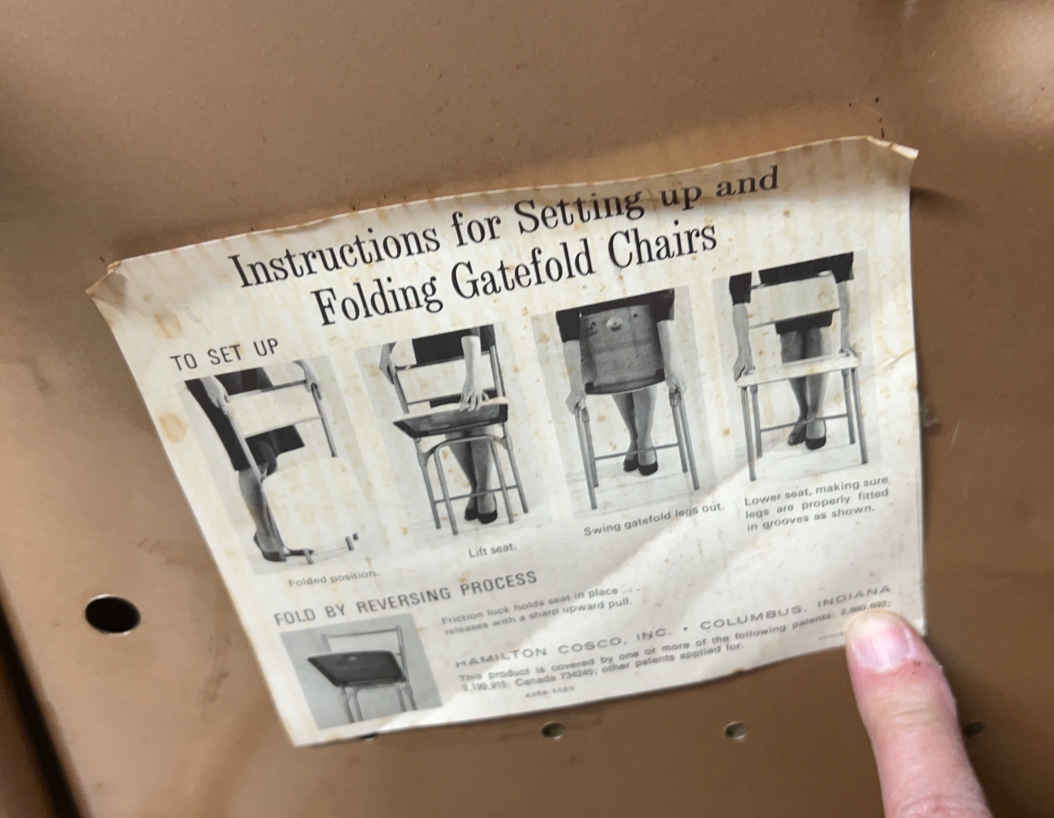 Instructions for Setting up and
Folding Gatefold Chairs
TO SET UP
Folded position.
Lift seat.
Swing gatefold legs out.
Lower seat, making sure
legs are properly fitted
in grooves as shown.
FOLD BY REVERSING PROCESS
Friction lock holds seat in place . . .
releases with a sharp upward pull.
HAMILTON COSCO, INC. • COLUMBUS, INDIANA
This product is covered by one or more of the following patents:
Canada 734245; other patents applied for.